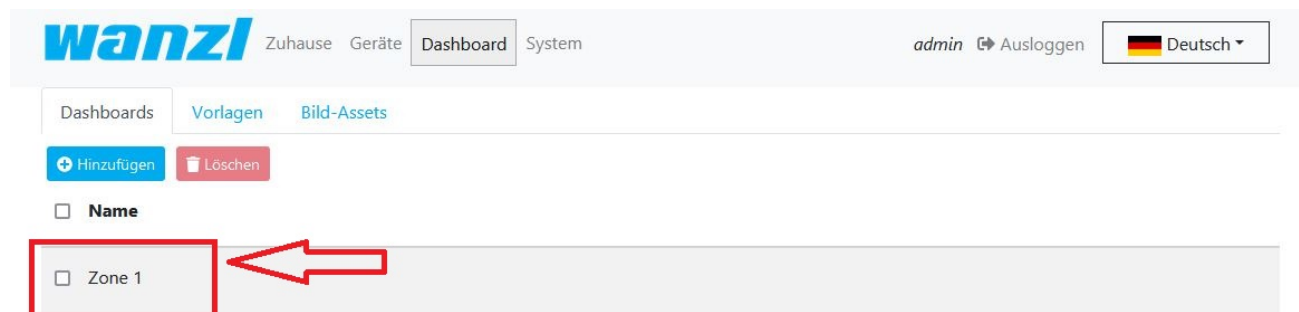 wanzl Zuhause Geräte Dashboard System admin Ausloggen Deutsch
Dashboards Vorlagen Bild-Assets
Hinzufügen Löschen
Name
Zone 1